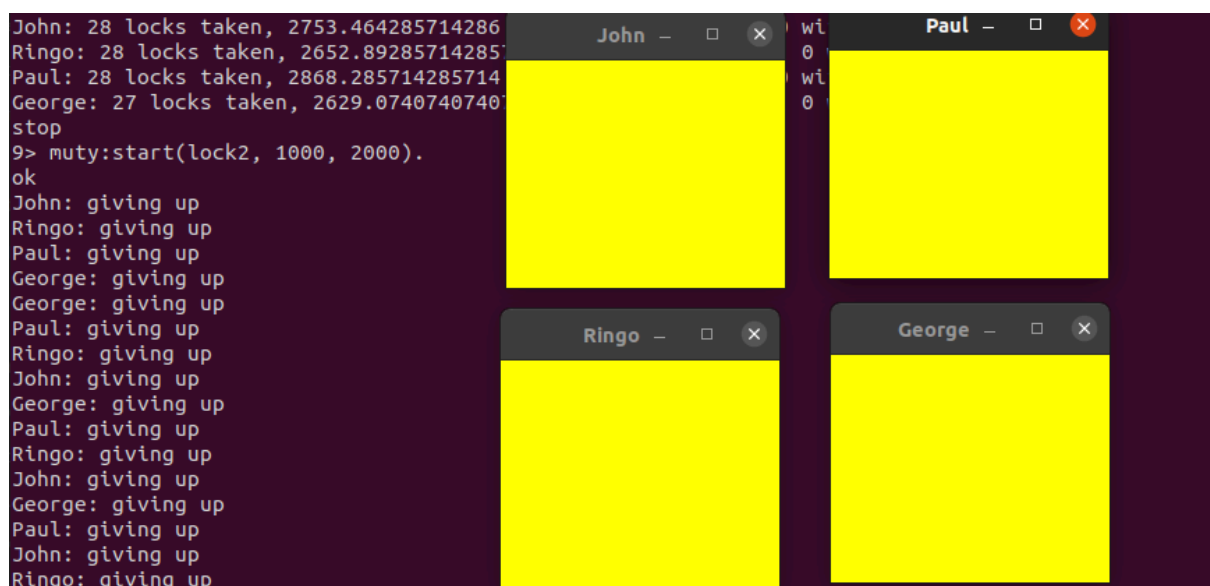 John: 28 locks taken, 2753.464285714286
wi
Ringo: 28 locks taken, 2652.89285714285
0
Paul: 28 locks taken, 2868.285714285714
wi
George: 27 locks taken, 2629.0740740740
0
stop
9> muty:start(lock2, 1000, 2000).
ok
John: giving up
Ringo: giving up
Paul: giving up
George: giving up
George: giving up
Paul: giving up
Ringo: giving up
John: giving up
George: giving up
Paul: giving up
Ringo: giving up
John: giving up
George: giving up
Paul: giving up
John: giving up
Ringo: giving up
John
Paul
Ringo
George